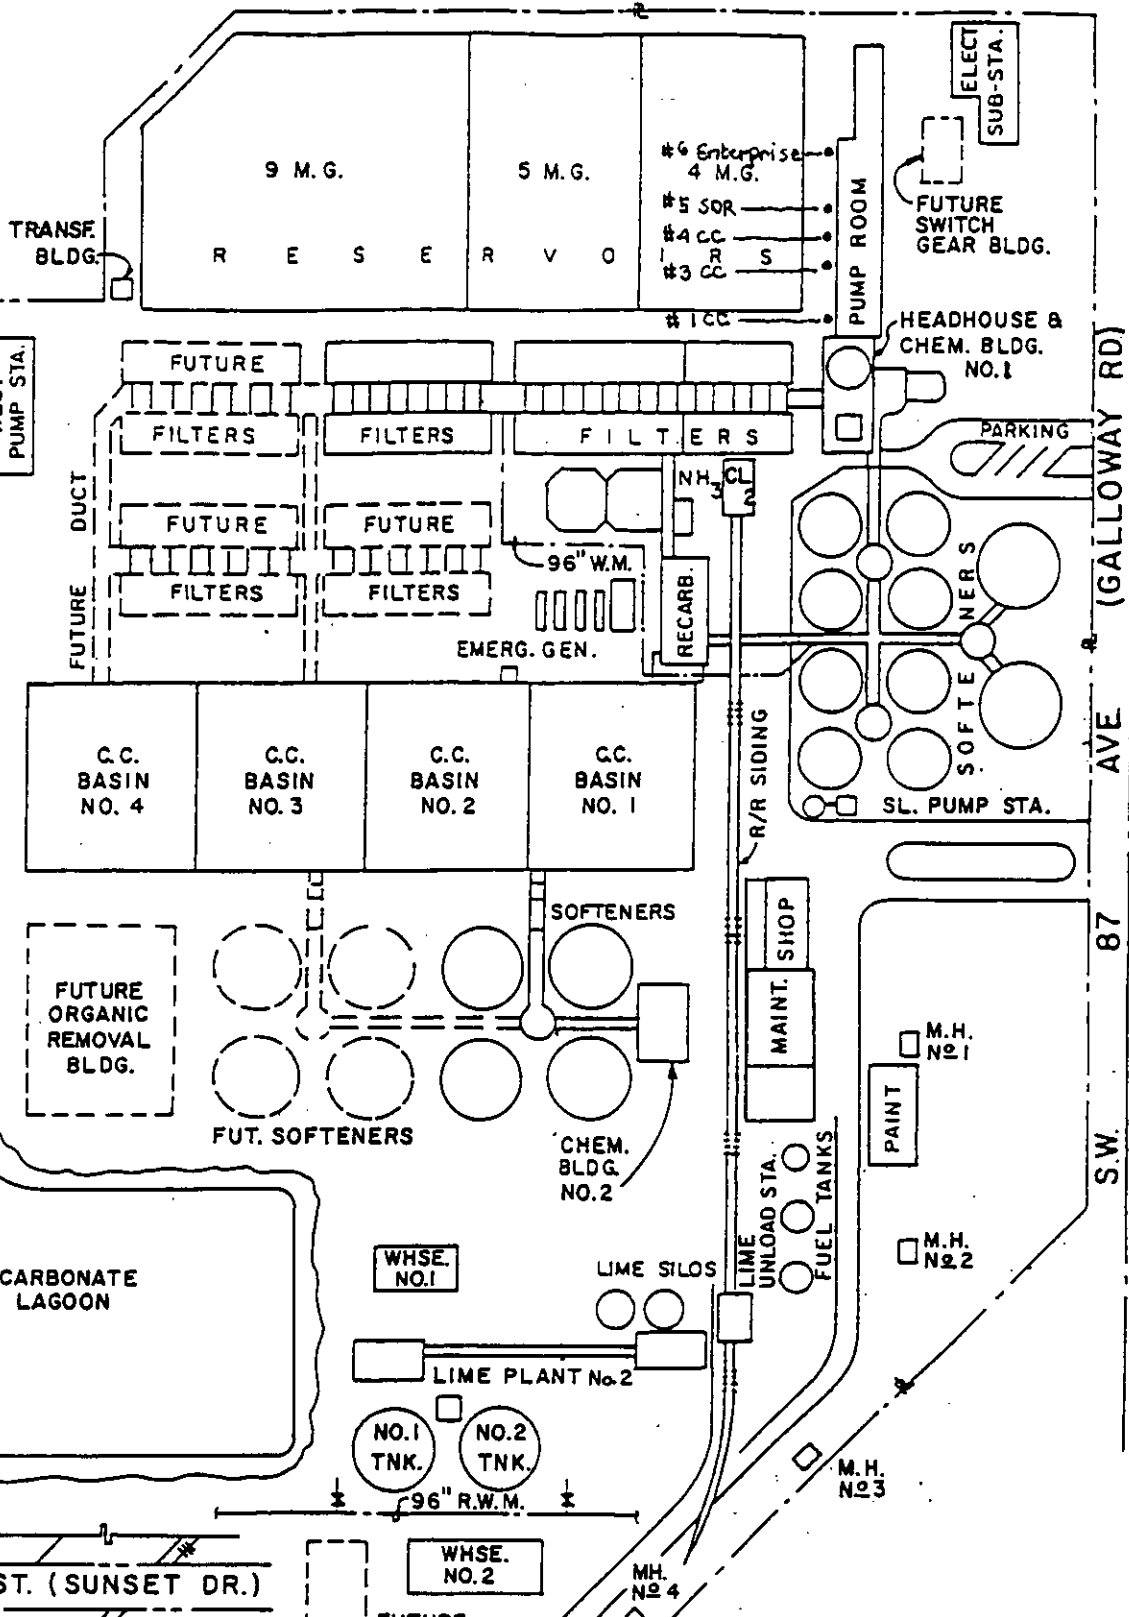 ELECT
SUB-STA.
9 M.G.
5 M.G.
#6 Enterprise
4 M.G.
#5 SOR
#4 CC
#3 CC
#1 CC
PUMP ROOM
FUTURE
SWITCH
GEAR BLDG.
TRANSF.
BLDG.
RESERVOIRS
HEADHOUSE &
CHEM. BLDG.
NO.1
PUMP STA.
FUTURE
FILTERS
FILTERS
FILTERS
PARKING
NH3
CL2
FUTURE DUCT
FUTURE
FUTURE
FILTERS
FILTERS
96" W.M.
EMERG. GEN.
RECARB.
SOFTENERS
S.W. 87 AVE (GALLOWAY RD)
C.C.
BASIN
NO. 4
C.C.
BASIN
NO. 3
C.C.
BASIN
NO. 2
C.C.
BASIN
NO. 1
R/R SIDING
SL. PUMP STA.
SOFTENERS
SHOP
MAINT.
FUTURE
ORGANIC
REMOVAL
BLDG.
M.H.
Nº 1
PAINT
FUT. SOFTENERS
CHEM.
BLDG.
NO.2
LIME
UNLOAD STA.
FUEL TANKS
M.H.
Nº 2
CARBONATE
LAGOON
WHSE.
NO.1
LIME SILOS
LIME PLANT No.2
NO.1
TNK.
NO.2
TNK.
M.H.
Nº 3
96" R.W.M.
WHSE.
NO.2
ST. (SUNSET DR.)
MH.
Nº 4
FUTURE